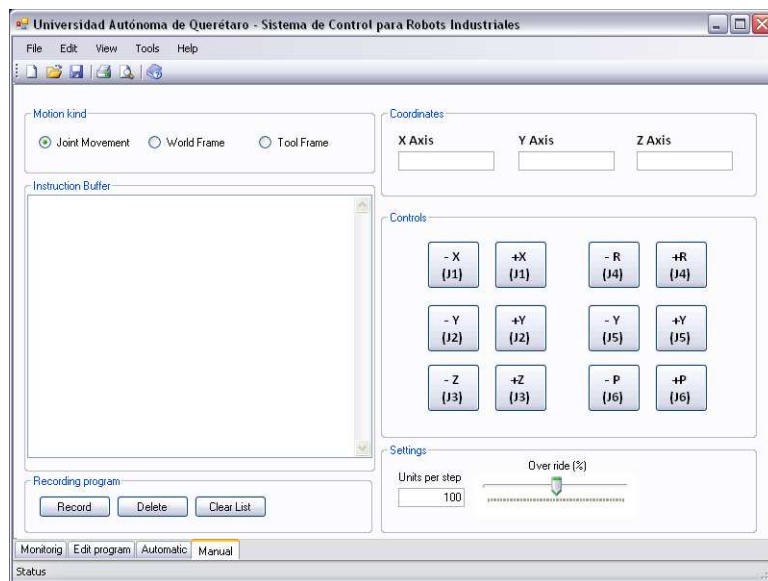 Universidad Autónoma de Querétaro - Sistema de Control para Robots Industriales
File Edit View Tools Help
Motion kind
Joint Movement World Frame Tool Frame
Coordinates
X Axis Y Axis Z Axis
Instruction Buffer
Controls
- X (J1)
+X (J1)
- R (J4)
+R (J4)
- Y (J2)
+Y (J2)
- Y (J5)
+Y (J5)
- Z (J3)
+Z (J3)
- P (J6)
+P (J6)
Settings
Units per step
100
Over ride (%)
Recording program
Record Delete Clear List
Monitorig Edit program Automatic Manual
Status